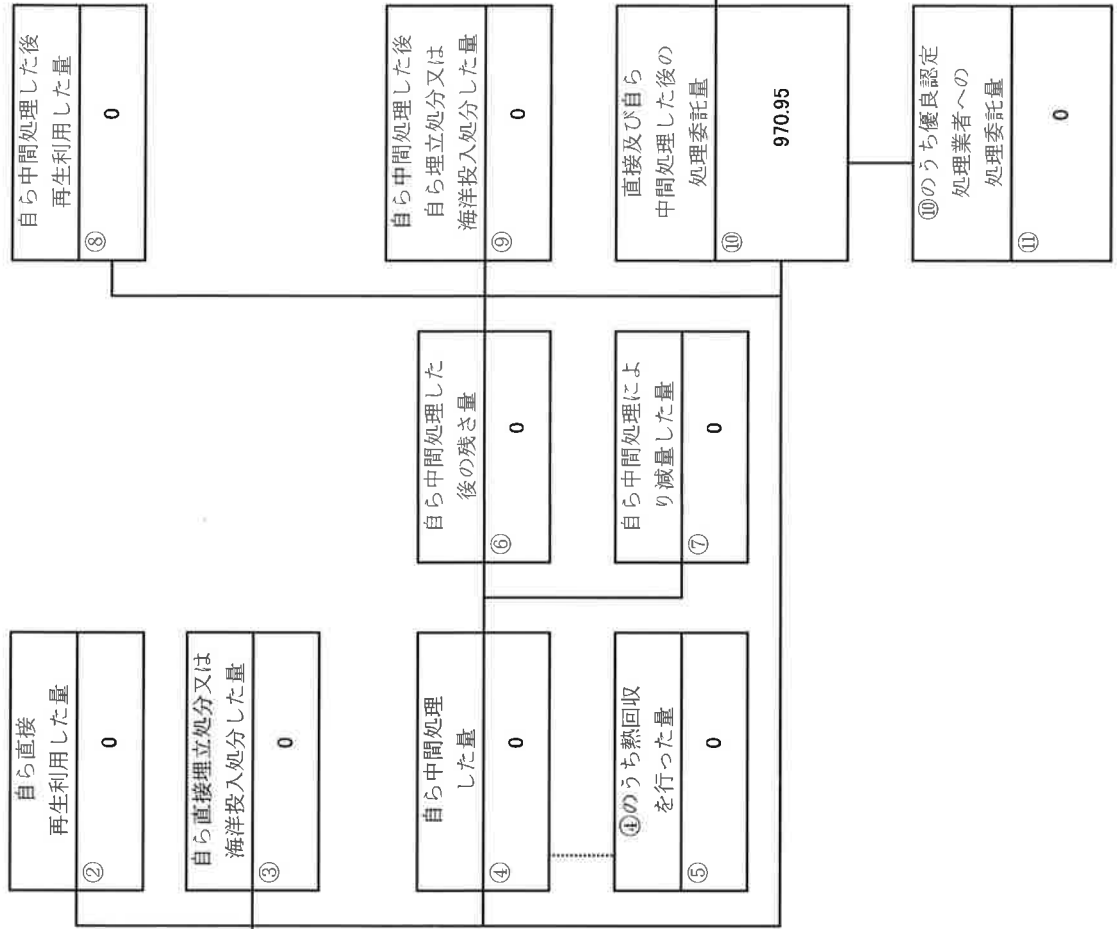 自ら直接
再生利用した量
②
0
自ら直接埋立処分又は
海洋投入処分した量
③
0
自ら中間処理
した量
④
0
④のうち熱回収
を行った量
⑤
0
自ら中間処理した
後の残さ量
⑥
0
自ら中間処理によ
り減量した量
⑦
0
自ら中間処理した後
再生利用した量
⑧
0
自ら中間処理した後
自ら埋立処分又は
海洋投入処分した量
⑨
0
直接及び自ら
中間処理した後の
処理委託量
⑩
970.95
⑩のうち優良認定
処理業者への
処理委託量
⑪
0